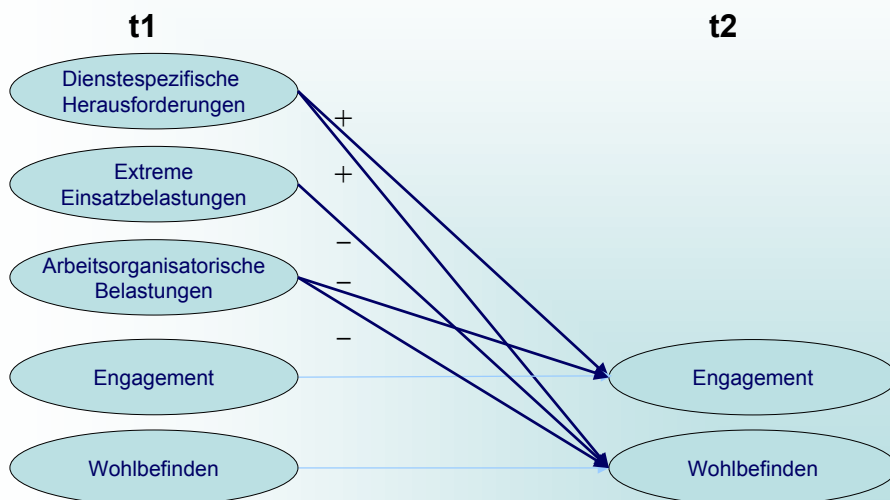 t1
t2
Dienstespezifische
Herausforderungen
+
Extreme
Einsatzbelastungen
+
–
Arbeitsorganisatorische
Belastungen
–
–
Engagement
Engagement
Wohlbefinden
Wohlbefinden